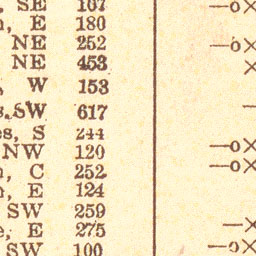 SE 107 —o×
, E 180
NE 252 —o×
NE 453 ×
W 153
s, SW 617 —
es, S 244
NW 120 —o×
, C 252 —o×
, E 124
SW 259
e, E 275 —×
SW 100 —o×